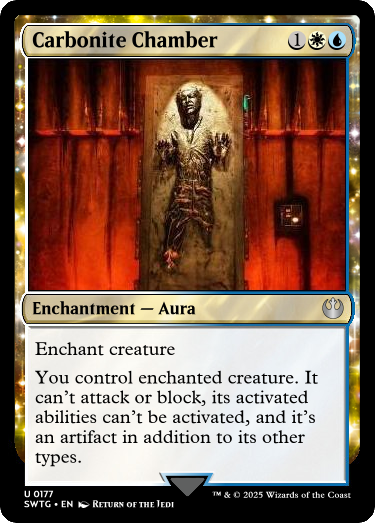 Carbonite Chamber 1
Enchantment — Aura
Enchant creature
You control enchanted creature. It
can't attack or block, its activated
abilities can't be activated, and it's
an artifact in addition to its other
types.
U 0177
SWTG • EN Return of the Jedi
™ & © 2025 Wizards of the Coast